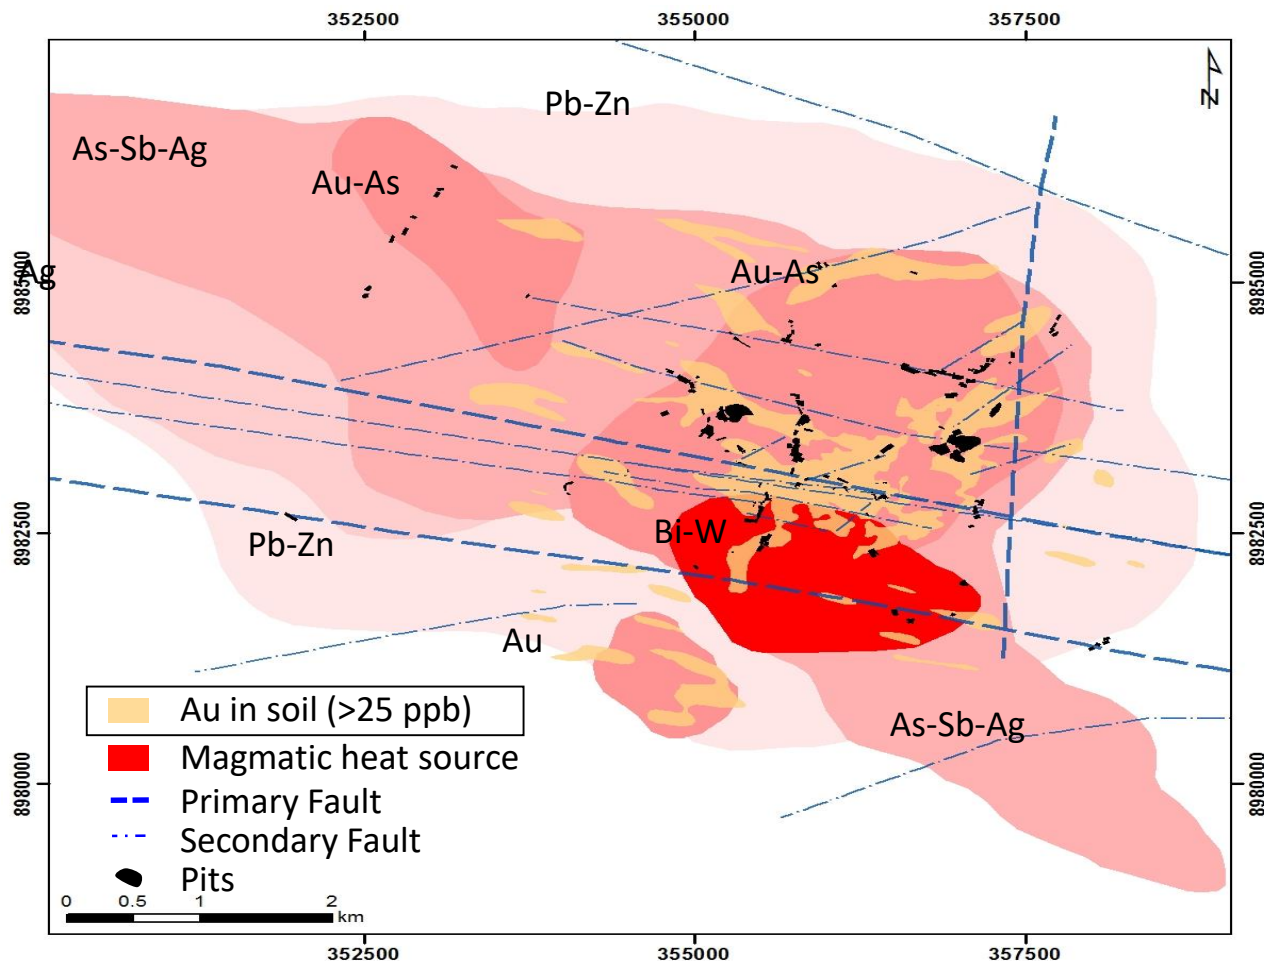 352500 355000 357500
Pb-Zn
As-Sb-Ag
Au-As
Au-As
Ag
8985000 8985000
Bi-W
8982500 8982500
Pb-Zn
Au
As-Sb-Ag
8980000 8980000
N
Au in soil (>25 ppb)
Magmatic heat source
Primary Fault
Secondary Fault
Pits
0 0.5 1 2
km
352500 355000 357500